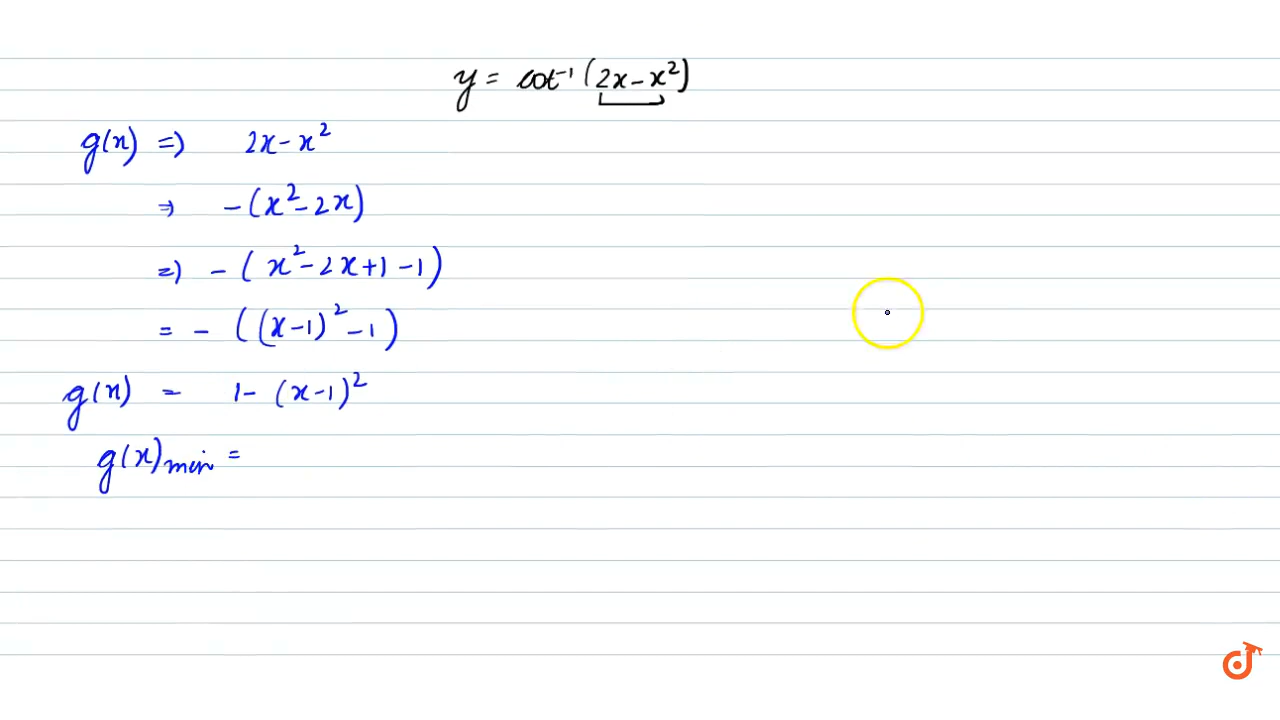 y = cot⁻¹ (2x - x²)
g(x) ⇒ 2x - x²
⇒ - (x² - 2x)
⇒ - (x² - 2x + 1 - 1)
= - ((x - 1)² - 1)
g(x) = 1 - (x - 1)²
g(x)min =